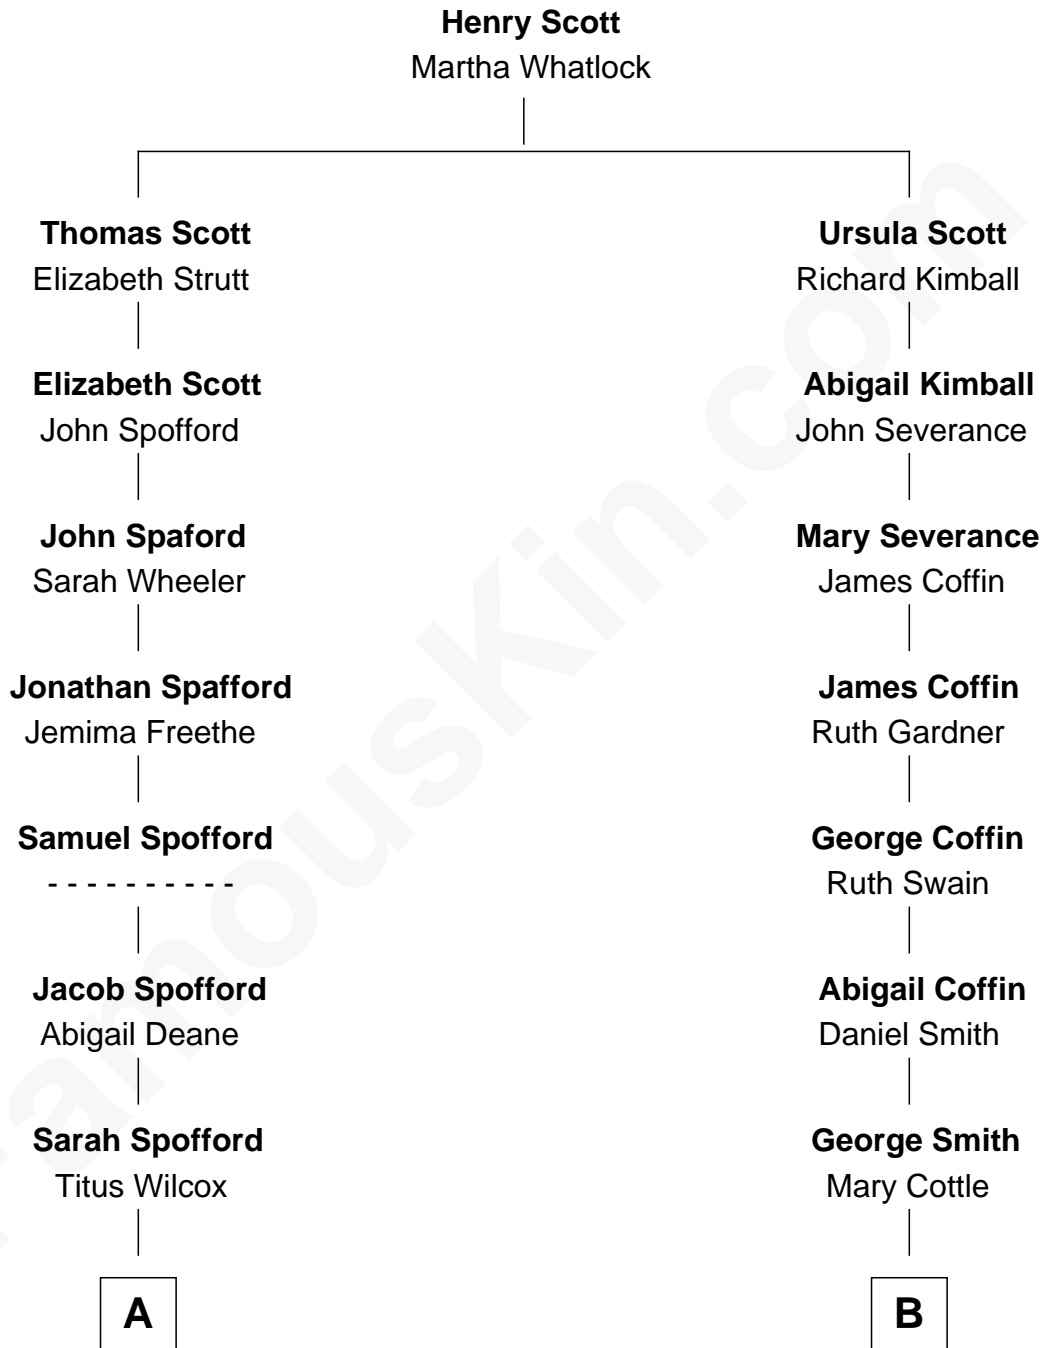 Henry Scott
Martha Whatlock
Thomas Scott
Elizabeth Strutt
Elizabeth Scott
John Spofford
John Spaford
Sarah Wheeler
Jonathan Spafford
Jemima Freethe
Samuel Spofford
- - - - - - - - - -
Jacob Spofford
Abigail Deane
Sarah Spofford
Titus Wilcox
A
Ursula Scott
Richard Kimball
Abigail Kimball
John Severance
Mary Severance
James Coffin
James Coffin
Ruth Gardner
George Coffin
Ruth Swain
Abigail Coffin
Daniel Smith
George Smith
Mary Cottle
B
FamousKin.com